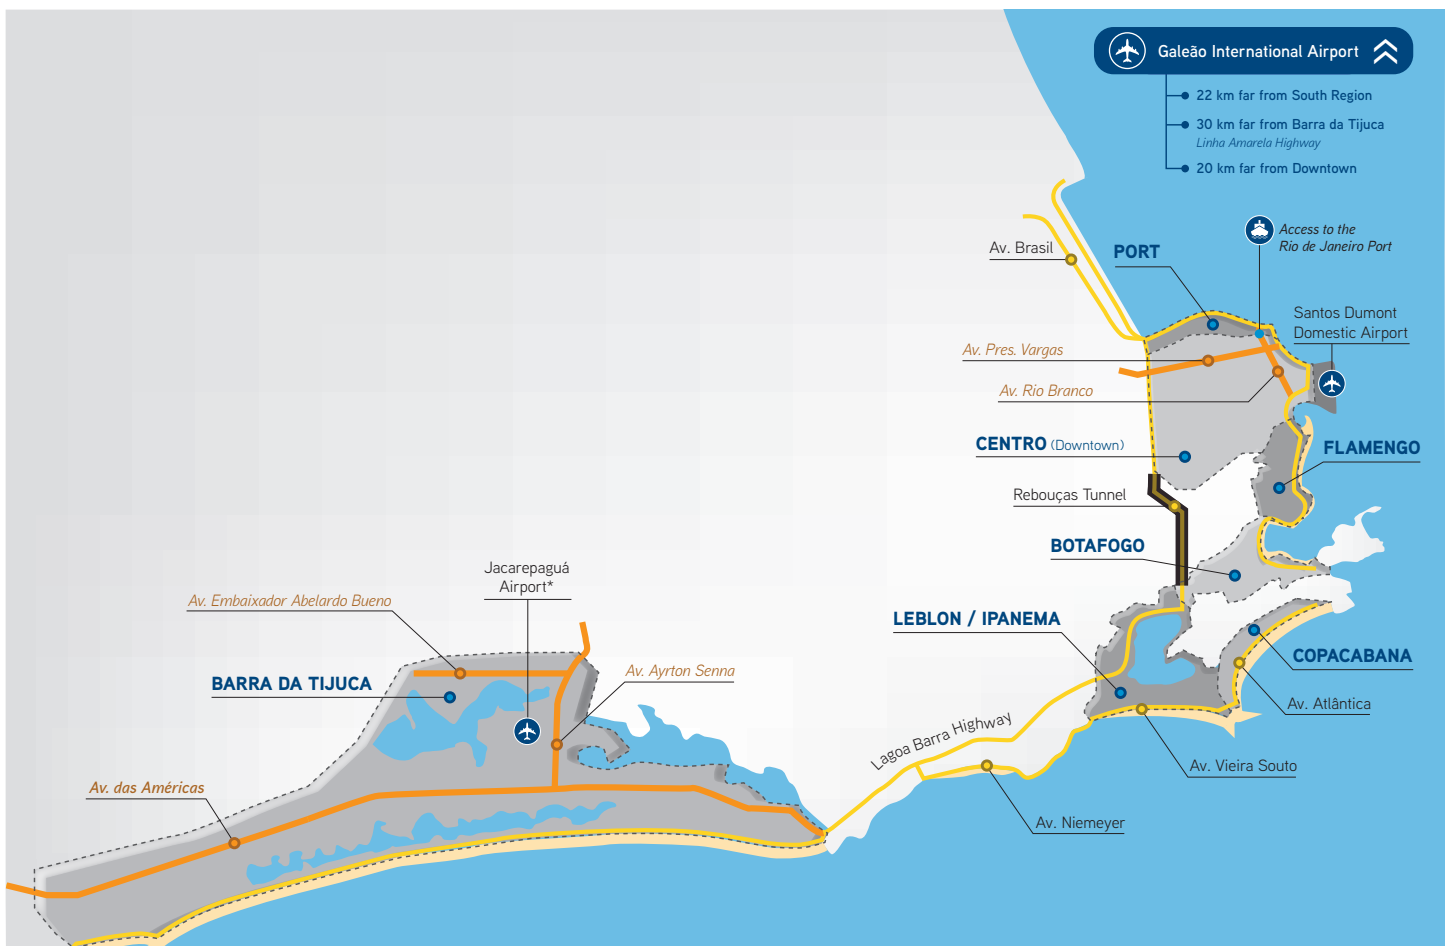 Galeão International Airport
22 km far from South Region
30 km far from Barra da Tijuca
Linha Amarela Highway
20 km far from Downtown
Access to the
Rio de Janeiro Port
Av. Brasil
PORT
Santos Dumont
Domestic Airport
Av. Pres. Vargas
Av. Rio Branco
CENTRO (Downtown)
FLAMENGO
Rebouças Tunnel
BOTAFOGO
Jacarepaguá
Airport*
Av. Embaixador Abelardo Bueno
LEBLON / IPANEMA
COPACABANA
Av. Ayrton Senna
BARRA DA TIJUCA
Av. Atlântica
Lagoa Barra Highway
Av. Vieira Souto
Av. das Américas
Av. Niemeyer